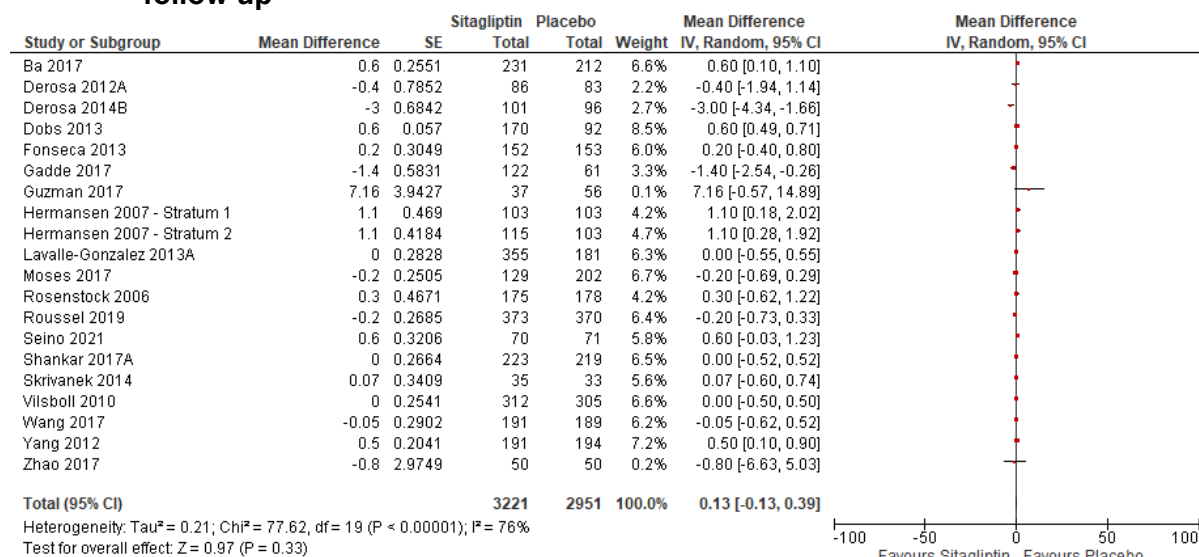 follow up
Sitagliptin Placebo Mean Difference Mean Difference
Study or Subgroup Mean Difference SE Total Total Weight IV, Random, 95% CI IV, Random, 95% CI
Ba 2017 0.6 0.2551 231 212 6.6% 0.60 [0.10, 1.10]
Derosa 2012A -0.4 0.7852 86 83 2.2% -0.40 [-1.94, 1.14]
Derosa 2014B -3 0.6842 101 96 2.7% -3.00 [-4.34, -1.66]
Dobs 2013 0.6 0.057 170 92 8.5% 0.60 [0.49, 0.71]
Fonseca 2013 0.2 0.3049 152 153 6.0% 0.20 [-0.40, 0.80]
Gadde 2017 -1.4 0.5831 122 61 3.3% -1.40 [-2.54, -0.26]
Guzman 2017 7.16 3.9427 37 56 0.1% 7.16 [-0.57, 14.89]
Hermansen 2007 - Stratum 1 1.1 0.469 103 103 4.2% 1.10 [0.18, 2.02]
Hermansen 2007 - Stratum 2 1.1 0.4184 115 103 4.7% 1.10 [0.28, 1.92]
Lavalle-Gonzalez 2013A 0 0.2828 355 181 6.3% 0.00 [-0.55, 0.55]
Moses 2017 -0.2 0.2505 129 202 6.7% -0.20 [-0.69, 0.29]
Rosenstock 2006 0.3 0.4671 175 178 4.2% 0.30 [-0.62, 1.22]
Roussel 2019 -0.2 0.2685 373 370 6.4% -0.20 [-0.73, 0.33]
Seino 2021 0.6 0.3206 70 71 5.8% 0.60 [-0.03, 1.23]
Shankar 2017A 0 0.2664 223 219 6.5% 0.00 [-0.52, 0.52]
Skrivanek 2014 0.07 0.3409 35 33 5.6% 0.07 [-0.60, 0.74]
Vilsboll 2010 0 0.2541 312 305 6.6% 0.00 [-0.50, 0.50]
Wang 2017 -0.05 0.2902 191 189 6.2% -0.05 [-0.62, 0.52]
Yang 2012 0.5 0.2041 191 194 7.2% 0.50 [0.10, 0.90]
Zhao 2017 -0.8 2.9749 50 50 0.2% -0.80 [-6.63, 5.03]
Total (95% CI) 3221 2951 100.0% 0.13 [-0.13, 0.39]
Heterogeneity: Tau² = 0.21; Chi² = 77.62, df = 19 (P < 0.00001); I² = 76%
Test for overall effect: Z = 0.97 (P = 0.33)
-100 -50 0 50 100
Favours Sitagliptin Favours Placebo